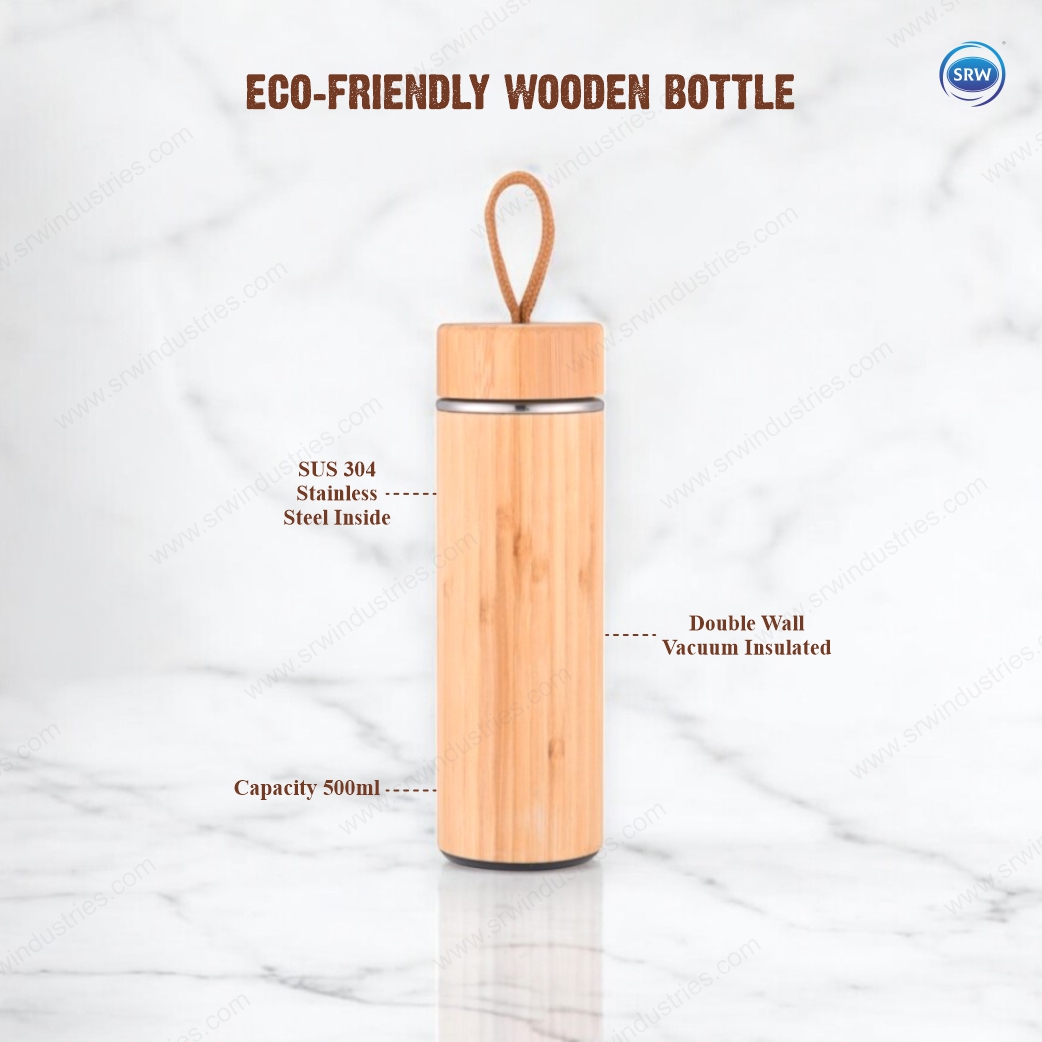 ECO-FRIENDLY WOODEN BOTTLE
SRW
SUS 304
Stainless
Steel Inside
Double Wall
Vacuum Insulated
Capacity 500ml
www.srwindustries.com